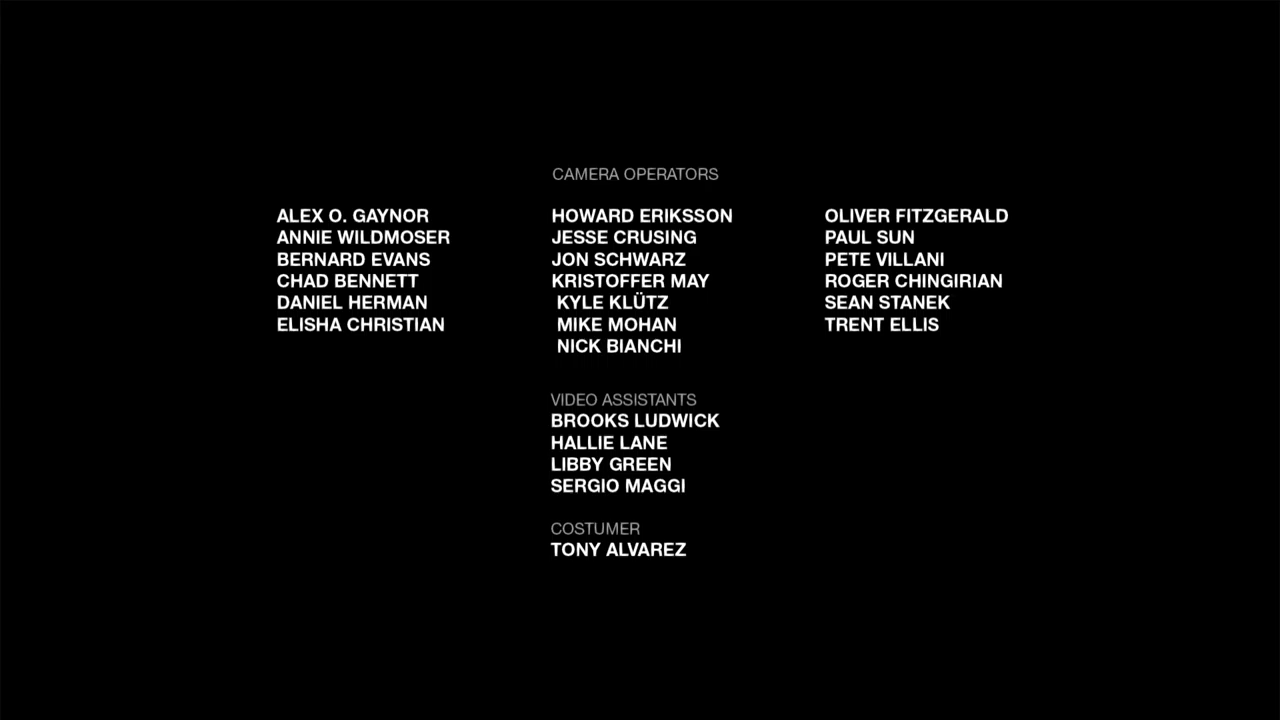 CAMERA OPERATORS
ALEX O. GAYNOR
ANNIE WILDMOSER
BERNARD EVANS
CHAD BENNETT
DANIEL HERMAN
ELISHA CHRISTIAN
HOWARD ERIKSSON
JESSE CRUSING
JON SCHWARZ
KRISTOFFER MAY
KYLE KLÜTZ
MIKE MOHAN
NICK BIANCHI
OLIVER FITZGERALD
PAUL SUN
PETE VILLANI
ROGER CHINGIRIAN
SEAN STANEK
TRENT ELLIS
VIDEO ASSISTANTS
BROOKS LUDWICK
HALLIE LANE
LIBBY GREEN
SERGIO MAGGI
COSTUMER
TONY ALVAREZ